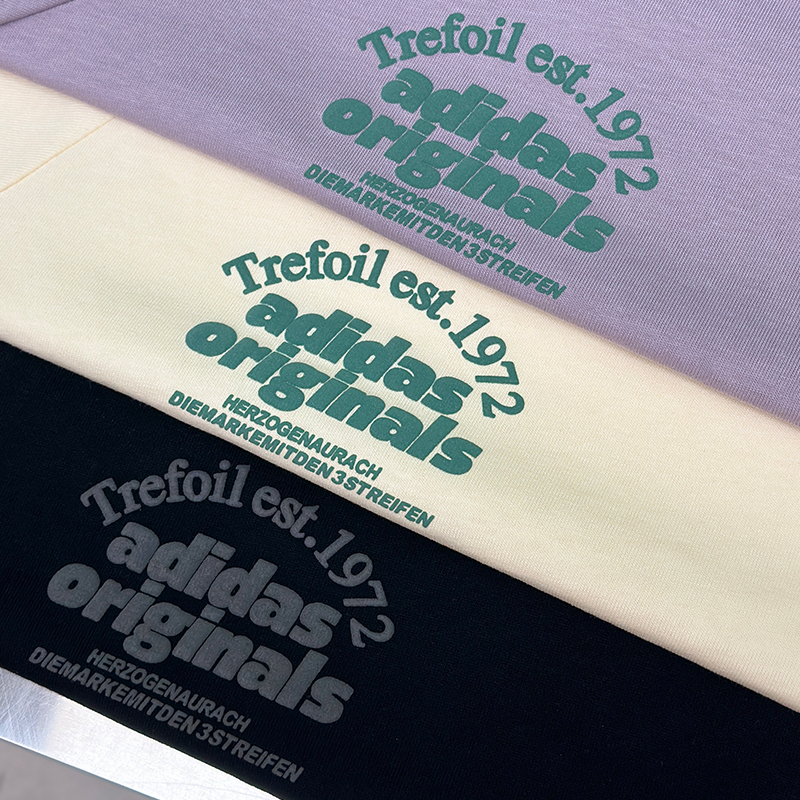 Trefoil est.1972
adidas
originals
HERZOGENAURACH
DIEMARKEMITDEN3STREIFEN
Trefoil est.1972
adidas
originals
HERZOGENAURACH
DIEMARKEMITDEN3STREIFEN
Trefoil est.1972
adidas
originals
HERZOGENAURACH
DIEMARKEMITDEN3STREIFEN